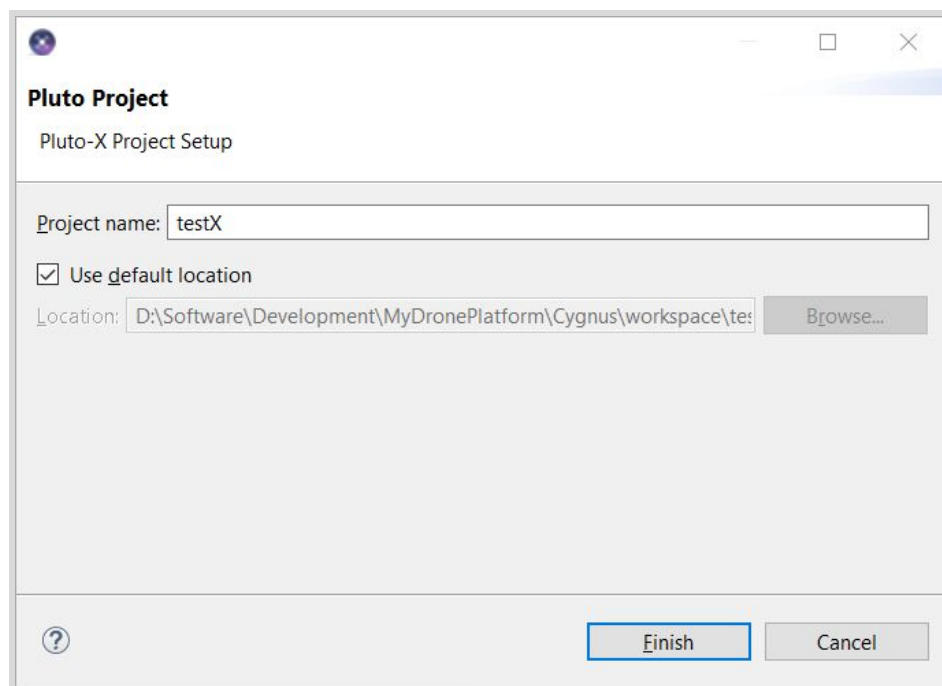 Pluto Project
Pluto-X Project Setup
Project name: testX
Use default location
Location: D:\Software\Development\MyDronePlatform\Cygnus\workspace\tes Browse...
?
Finish Cancel